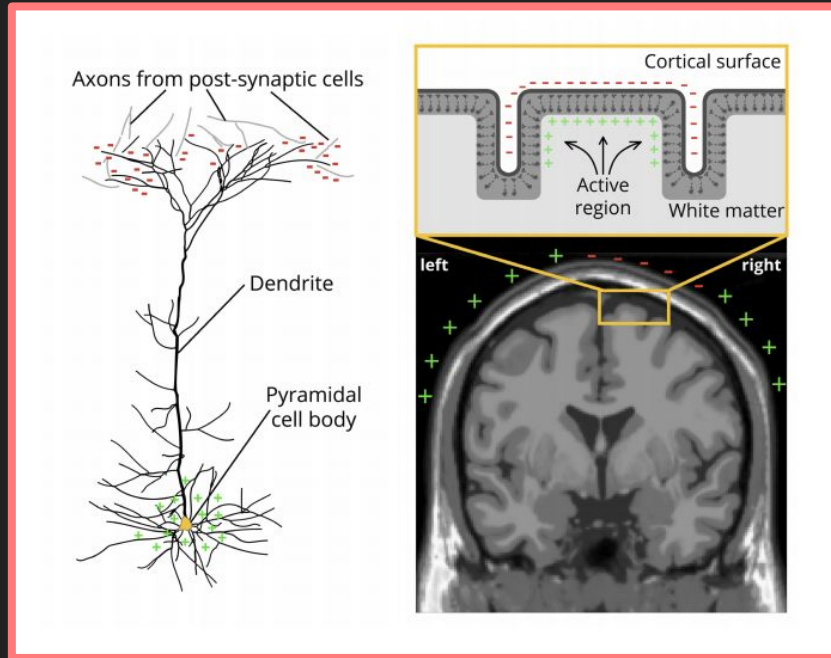 Axons from post-synaptic cells
Dendrite
Pyramidal
cell body
Cortical surface
Active
region
White matter
left
right